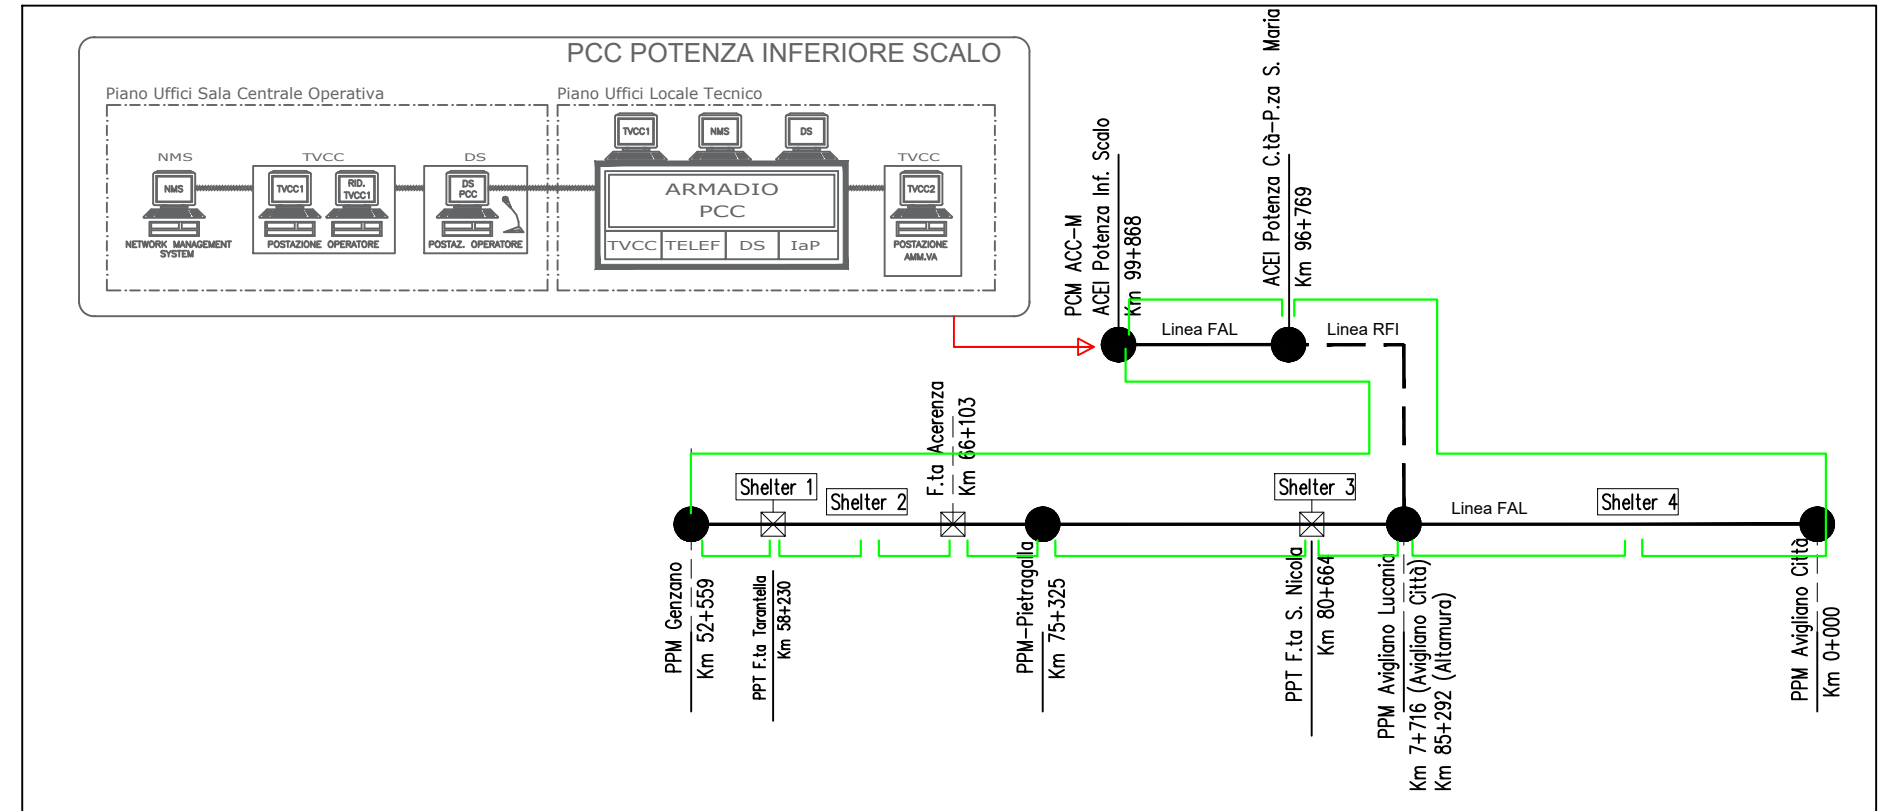 PCC POTENZA INFERIORE SCALO
Piano Uffici Sala Centrale Operativa
Piano Uffici Locale Tecnico
TVCC1
NMS
DS
NMS
TVCC
DS
TVCC
NMS
TVCC1
RID.
TVCC1
DS
PCC
ARMADIO
PCC
TVCC2
NETWORK MANAGEMENT
SYSTEM
POSTAZIONE OPERATORE
POSTAZ. OPERATORE
TVCC
TELEF
DS
IaP
POSTAZIONE
AMM.VA
PCM ACC-M
ACEI Potenza Inf. Scalo
Km 99+868
ACEI Potenza C.tà-P.za S. Maria
Km 96+769
Linea FAL
Linea RFI
F.ta Acerenza
Km 66+103
Shelter 1
Shelter 2
Shelter 3
Linea FAL
Shelter 4
PPM Genzano
Km 52+559
PPT F.ta Tarantella
Km 58+230
PPM-Pietragalla
Km 75+325
PPT F.ta S. Nicola
Km 80+664
PPM Avigliano Lucania
Km 7+716 (Avigliano Città)
Km 85+292 (Altamura)
PPM Avigliano Città
Km 0+000